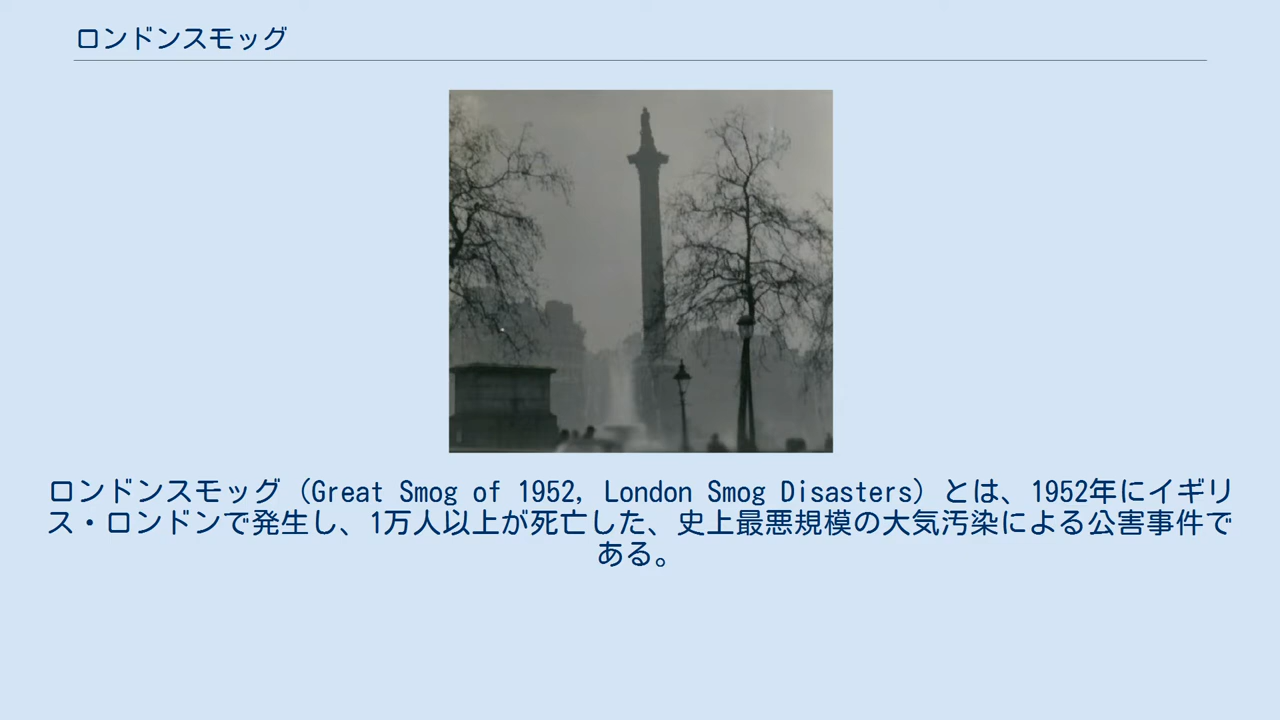 ロンドンスモッグ
ロンドンスモッグ（Great Smog of 1952, London Smog Disasters）とは、1952年にイギリ
ス・ロンドンで発生し、1万人以上が死亡した、史上最悪規模の大気汚染による公害事件で
ある。